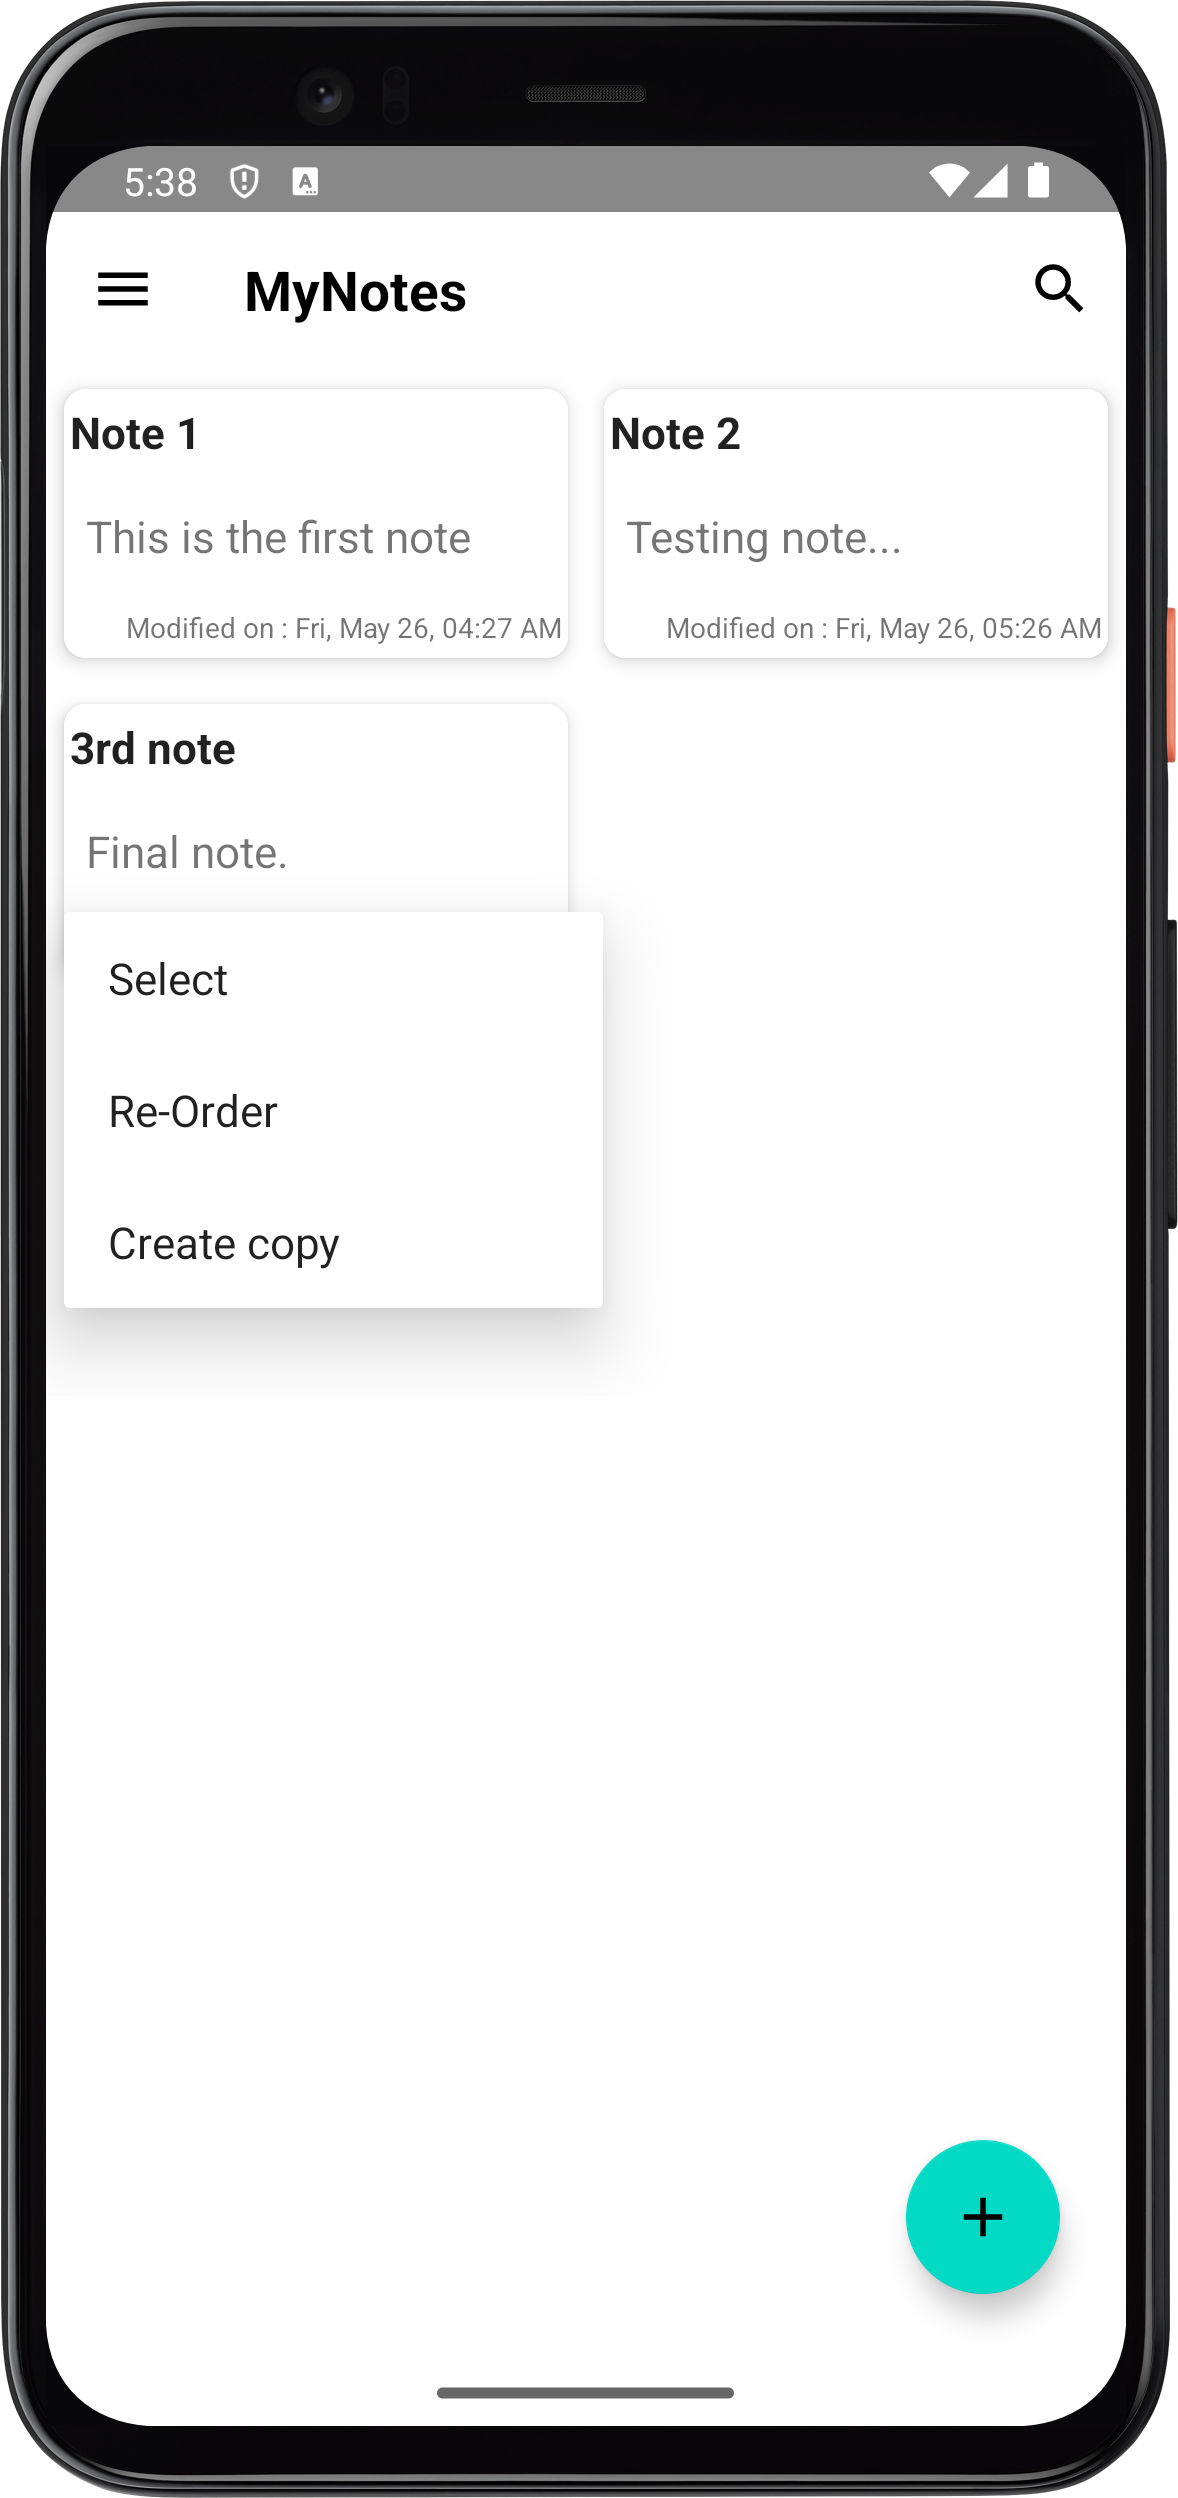 5:38
MyNotes
Note 1
This is the first note
Modified on : Fri, May 26, 04:27 AM
Note 2
Testing note...
Modified on : Fri, May 26, 05:26 AM
3rd note
Final note.
Select
Re-Order
Create copy